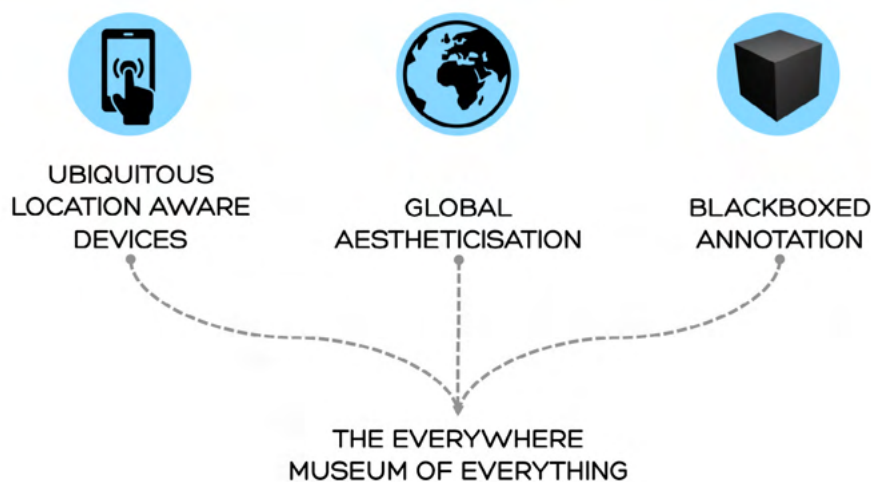 UBIQUITOUS
LOCATION AWARE
DEVICES
GLOBAL
AESTHETICISATION
BLACKBOXED
ANNOTATION
THE EVERYWHERE
MUSEUM OF EVERYTHING